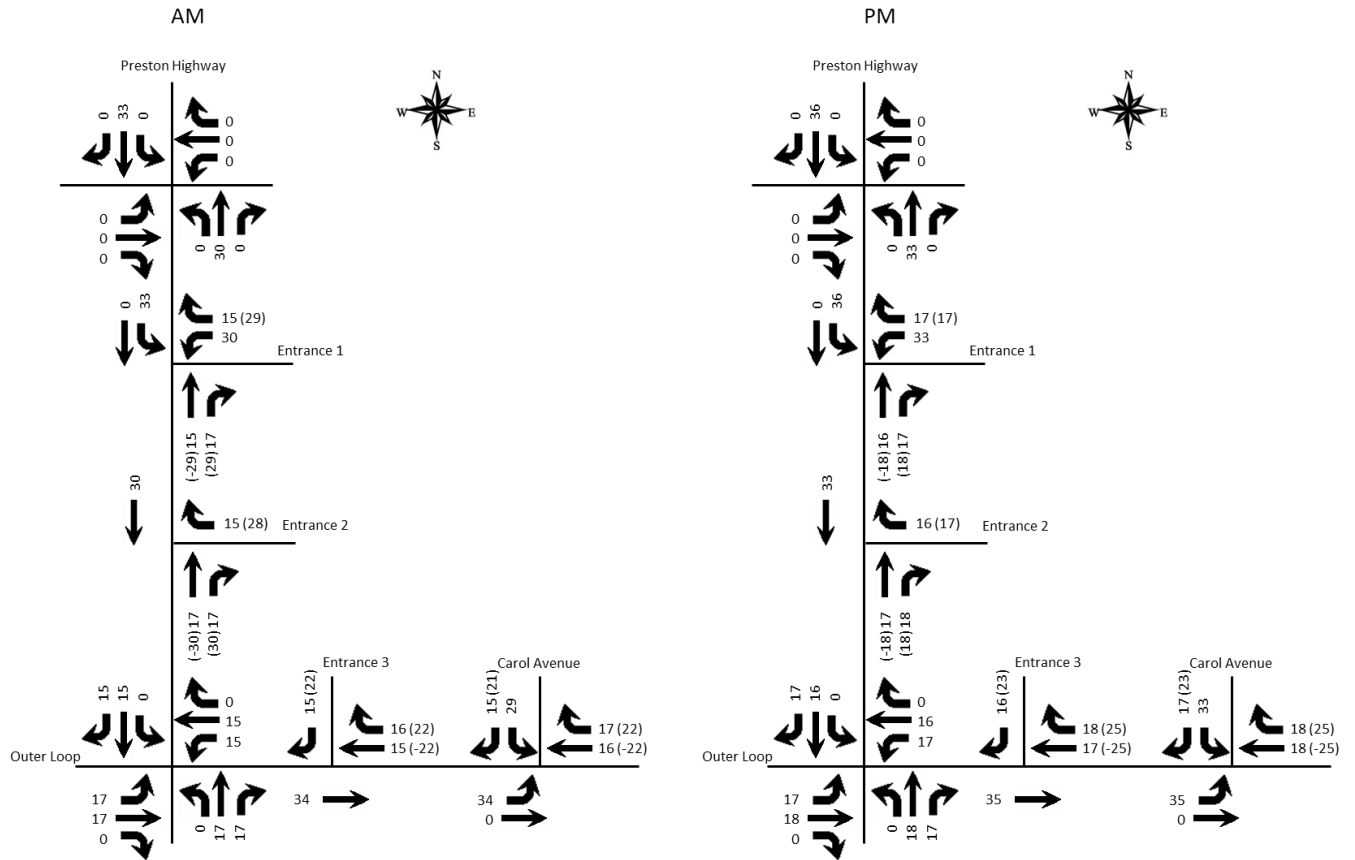 AM
PM
Preston Highway
Preston Highway
N
W E
S
N
W E
S
0 33 0
0
0
0
0 36 0
0
0
0
0
0
0
0 30 0
0
0
0
0 33 0
0 33
15 (29)
30
Entrance 1
0 36
17 (17)
33
Entrance 1
(-29) 15
(29) 17
(-18) 16
(18) 17
30
15 (28)
Entrance 2
33
16 (17)
Entrance 2
(-30) 17
(30) 17
(-18) 17
(18) 18
15 15 0
0
15
15
Entrance 3
15 (22)
16 (22)
15 (-22)
Carol Avenue
15 (21)
29
17 (22)
16 (-22)
17 16 0
0
16
17
Entrance 3
16 (23)
18 (25)
17 (-25)
Carol Avenue
17 (23)
33
18 (25)
18 (-25)
Outer Loop
Outer Loop
17
17
0
0 17 17
34
34
0
17
18
0
0 18 17
35
35
0